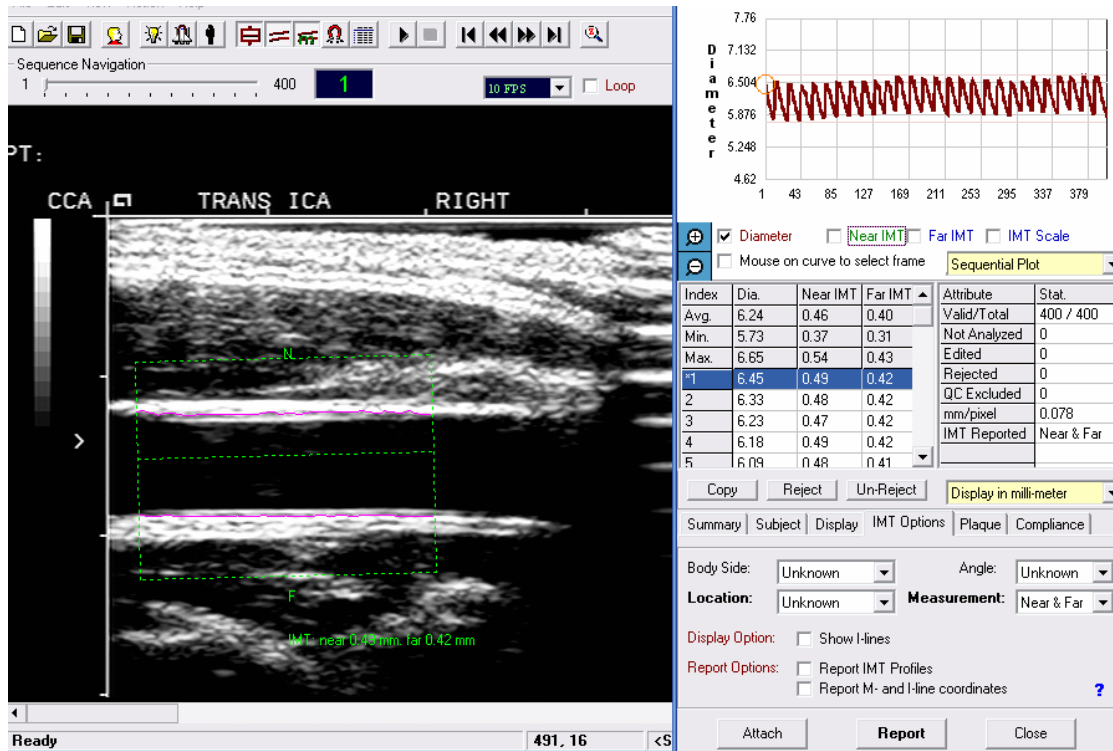 Sequence Navigation
1 400 1 10 FPS Loop
PT:
CCA TRANS ICA RIGHT
N
F
IMT: near 0.49 mm. far 0.42 mm
Ready 491, 16 <S
Diameter
7.76
7.132
6.504
5.876
5.248
4.62
1 43 85 127 169 211 253 295 337 379
Diameter Near IMT Far IMT IMT Scale
Mouse on curve to select frame Sequential Plot
Index Dia. Near IMT Far IMT
Avg. 6.24 0.46 0.40
Min. 5.73 0.37 0.31
Max. 6.65 0.54 0.43
*1 6.45 0.49 0.42
2 6.33 0.48 0.42
3 6.23 0.47 0.42
4 6.18 0.49 0.42
5 6.09 0.48 0.41
Attribute Stat.
Valid/Total 400 / 400
Not Analyzed 0
Edited 0
Rejected 0
QC Excluded 0
mm/pixel 0.078
IMT Reported Near & Far
Copy Reject Un-Reject Display in milli-meter
Summary Subject Display IMT Options Plaque Compliance
Body Side: Unknown Angle: Unknown
Location: Unknown Measurement: Near & Far
Display Option: Show I-lines
Report Options: Report IMT Profiles
Report M- and I-line coordinates ?
Attach Report Close